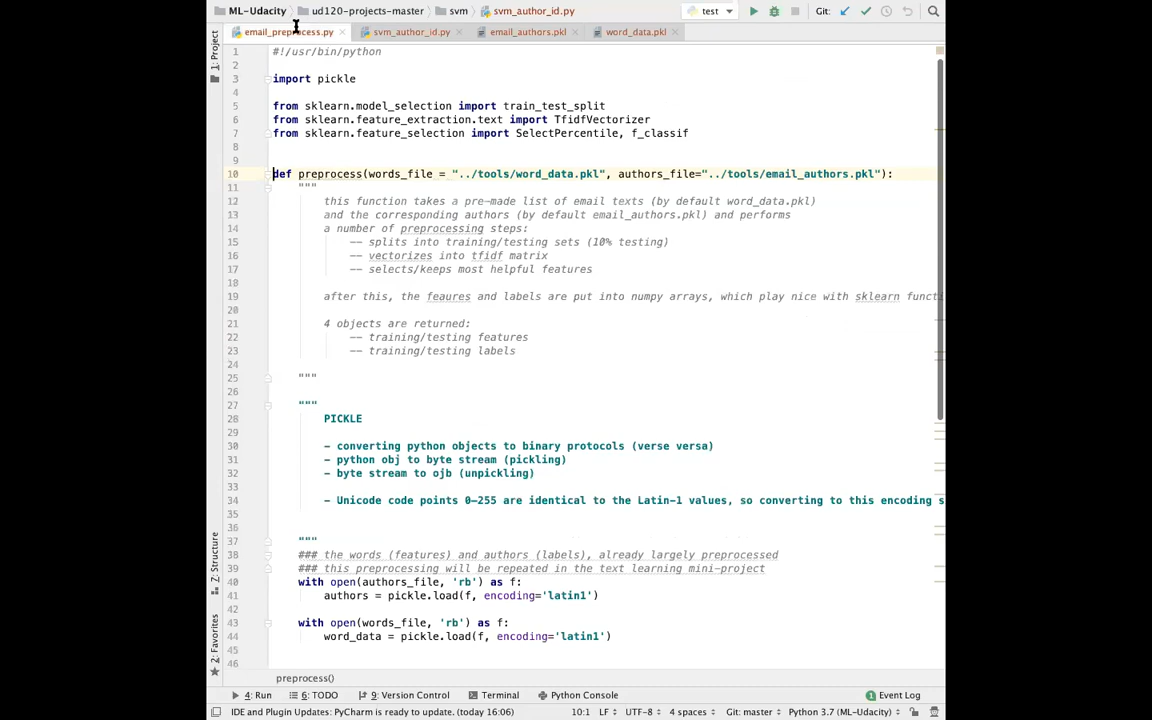 ML-Udacity ud120-projects-master svm svm_author_id.py test Git:
email_preprocess.py svm_author_id.py email_authors.pkl word_data.pkl
1: Project
7: Structure
2: Favorites
1 #!/usr/bin/python
2
3 import pickle
4
5 from sklearn.model_selection import train_test_split
6 from sklearn.feature_extraction.text import TfidfVectorizer
7 from sklearn.feature_selection import SelectPercentile, f_classif
8
9
10 def preprocess(words_file = "../tools/word_data.pkl", authors_file="../tools/email_authors.pkl"):
11 """
12 this function takes a pre-made list of email texts (by default word_data.pkl)
13 and the corresponding authors (by default email_authors.pkl) and performs
14 a number of preprocessing steps:
15 -- splits into training/testing sets (10% testing)
16 -- vectorizes into tfidf matrix
17 -- selects/keeps most helpful features
18
19 after this, the feaures and labels are put into numpy arrays, which play nice with sklearn functi
20
21 4 objects are returned:
22 -- training/testing features
23 -- training/testing labels
24
25 """
26
27 """
28 PICKLE
29
30 - converting python objects to binary protocols (verse versa)
31 - python obj to byte stream (pickling)
32 - byte stream to ojb (unpickling)
33
34 - Unicode code points 0–255 are identical to the Latin-1 values, so converting to this encoding s
35
36
37 """
38 ### the words (features) and authors (labels), already largely preprocessed
39 ### this preprocessing will be repeated in the text learning mini-project
40 with open(authors_file, 'rb') as f:
41 authors = pickle.load(f, encoding='latin1')
42
43 with open(words_file, 'rb') as f:
44 word_data = pickle.load(f, encoding='latin1')
45
46
preprocess()
4: Run 6: TODO 9: Version Control Terminal Python Console 1 Event Log
IDE and Plugin Updates: PyCharm is ready to update. (today 16:06) 10:1 LF UTF-8 4 spaces Git: master Python 3.7 (ML-Udacity)